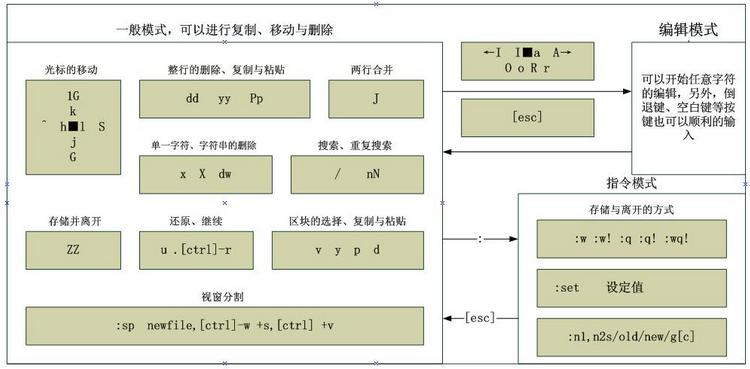 一般模式，可以进行复制、移动与删除
编辑模式
光标的移动
1G
k
^ h■l S
j
G
整行的删除、复制与粘贴
dd yy Pp
两行合并
J
单一字符、字符串的删除
x X dw
搜索、重复搜索
/ nN
存储并离开
ZZ
还原、继续
u .[ctrl]-r
区块的选择、复制与粘贴
v y p d
视窗分割
:sp newfile,[ctrl]-w +s,[ctrl] +v
←I I■a A→
O o R r
[esc]
可以开始任意字符
的编辑，另外，倒
退键、空白键等按
键也可以顺利的输
入
指令模式
:
[esc]
存储与离开的方式
:w :w! :q :q! :wq!
:set 设定值
:n1,n2s/old/new/g[c]